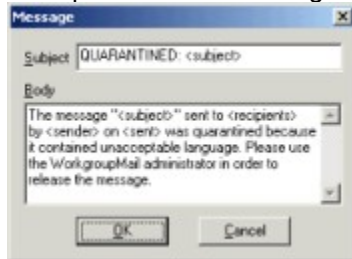 Message
Subject QUARANTINED: <subject>
Body
The message "<subject>" sent to <recipients>
by <sender> on <sent> was quarantined because
it contained unacceptable language. Please use
the WorkgroupMail administrator in order to
release the message.
OK Cancel